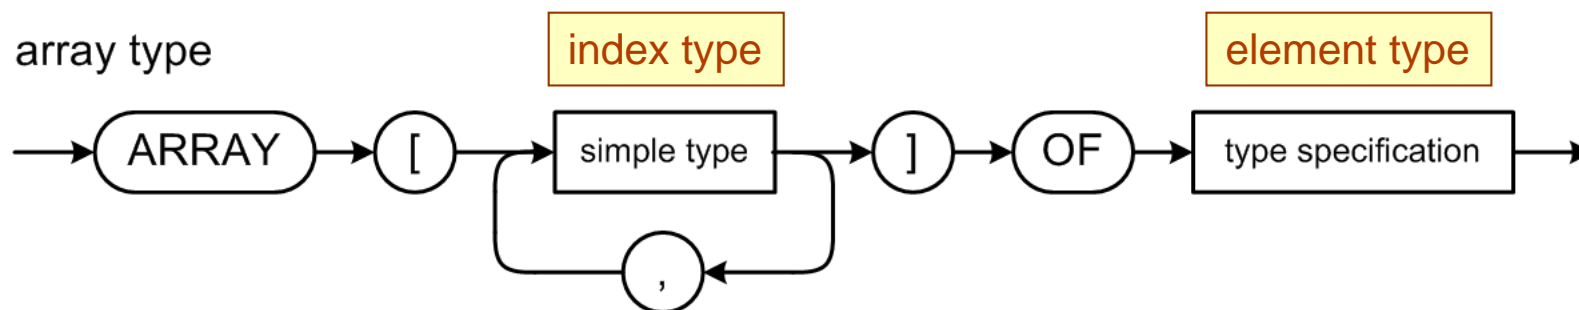 array type
index type
element type
ARRAY [ simple type ] OF type specification
,